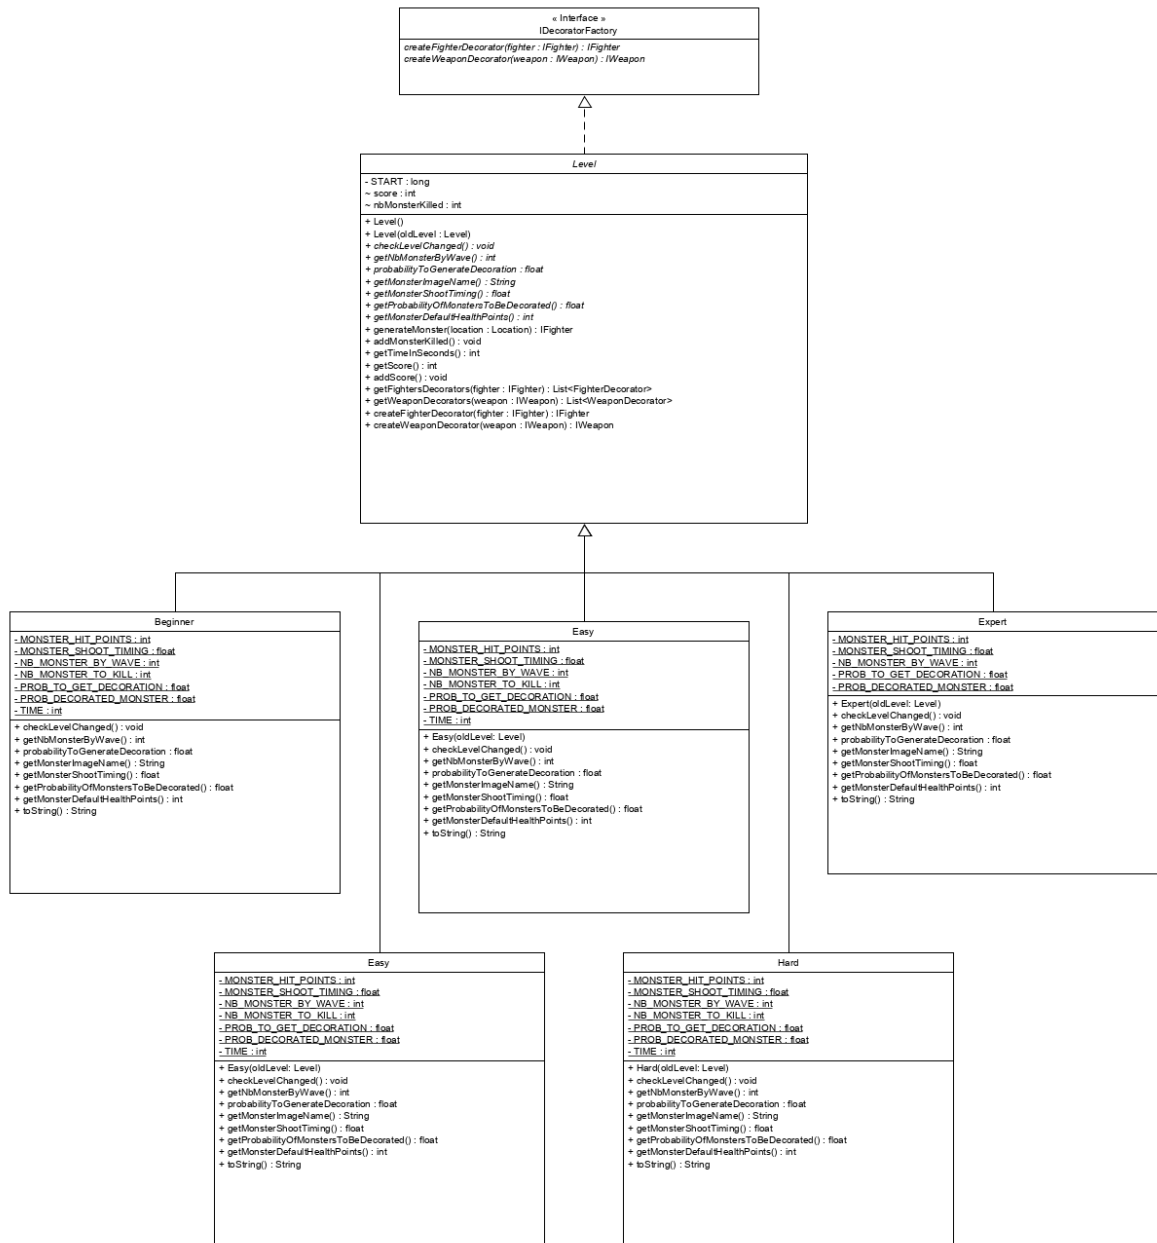 « Interface »
IDecoratorFactory
createFighterDecorator(fighter : IFighter) : IFighter
createWeaponDecorator(weapon : IWeapon) : IWeapon
Level
- START : long
~ score : int
~ nbMonsterKilled : int
+ Level()
+ Level(oldLevel : Level)
+ checkLevelChanged() : void
+ getNbMonsterByWave() : int
+ probabilityToGenerateDecoration : float
+ getMonsterImageName() : String
+ getMonsterShootTiming() : float
+ getProbabilityOfMonstersToBeDecorated() : float
+ getMonsterDefaultHealthPoints() : int
+ generateMonster(location : Location) : IFighter
+ addMonsterKilled() : void
+ getTimeInSeconds() : int
+ getScore() : int
+ addScore() : void
+ getFightersDecorators(fighter : IFighter) : List<FighterDecorator>
+ getWeaponDecorators(weapon : IWeapon) : List<WeaponDecorator>
+ createFighterDecorator(fighter : IFighter) : IFighter
+ createWeaponDecorator(weapon : IWeapon) : IWeapon
Beginner
- MONSTER_HIT_POINTS : int
- MONSTER_SHOOT_TIMING : float
- NB_MONSTER_BY_WAVE : int
- NB_MONSTER_TO_KILL : int
- PROB_TO_GET_DECORATION : float
- PROB_DECORATED_MONSTER : float
- TIME : int
+ checkLevelChanged() : void
+ getNbMonsterByWave() : int
+ probabilityToGenerateDecoration : float
+ getMonsterImageName() : String
+ getMonsterShootTiming() : float
+ getProbabilityOfMonstersToBeDecorated() : float
+ getMonsterDefaultHealthPoints() : int
+ toString() : String
Easy
- MONSTER_HIT_POINTS : int
- MONSTER_SHOOT_TIMING : float
- NB_MONSTER_BY_WAVE : int
- NB_MONSTER_TO_KILL : int
- PROB_TO_GET_DECORATION : float
- PROB_DECORATED_MONSTER : float
- TIME : int
+ Easy(oldLevel: Level)
+ checkLevelChanged() : void
+ getNbMonsterByWave() : int
+ probabilityToGenerateDecoration : float
+ getMonsterImageName() : String
+ getMonsterShootTiming() : float
+ getProbabilityOfMonstersToBeDecorated() : float
+ getMonsterDefaultHealthPoints() : int
+ toString() : String
Expert
- MONSTER_HIT_POINTS : int
- MONSTER_SHOOT_TIMING : float
- NB_MONSTER_BY_WAVE : int
- PROB_TO_GET_DECORATION : float
- PROB_DECORATED_MONSTER : float
+ Expert(oldLevel: Level)
+ checkLevelChanged() : void
+ getNbMonsterByWave() : int
+ probabilityToGenerateDecoration : float
+ getMonsterImageName() : String
+ getMonsterShootTiming() : float
+ getProbabilityOfMonstersToBeDecorated() : float
+ getMonsterDefaultHealthPoints() : int
+ toString() : String
Easy
- MONSTER_HIT_POINTS : int
- MONSTER_SHOOT_TIMING : float
- NB_MONSTER_BY_WAVE : int
- NB_MONSTER_TO_KILL : int
- PROB_TO_GET_DECORATION : float
- PROB_DECORATED_MONSTER : float
- TIME : int
+ Easy(oldLevel: Level)
+ checkLevelChanged() : void
+ getNbMonsterByWave() : int
+ probabilityToGenerateDecoration : float
+ getMonsterImageName() : String
+ getMonsterShootTiming() : float
+ getProbabilityOfMonstersToBeDecorated() : float
+ getMonsterDefaultHealthPoints() : int
+ toString() : String
Hard
- MONSTER_HIT_POINTS : int
- MONSTER_SHOOT_TIMING : float
- NB_MONSTER_BY_WAVE : int
- NB_MONSTER_TO_KILL : int
- PROB_TO_GET_DECORATION : float
- PROB_DECORATED_MONSTER : float
- TIME : int
+ Hard(oldLevel: Level)
+ checkLevelChanged() : void
+ getNbMonsterByWave() : int
+ probabilityToGenerateDecoration : float
+ getMonsterImageName() : String
+ getMonsterShootTiming() : float
+ getProbabilityOfMonstersToBeDecorated() : float
+ getMonsterDefaultHealthPoints() : int
+ toString() : String